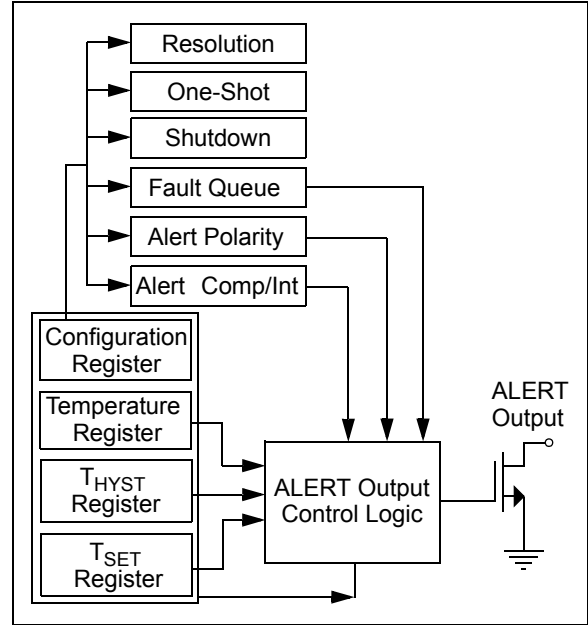 Resolution
One-Shot
Shutdown
Fault Queue
Alert Polarity
Alert Comp/Int
Configuration
Register
Temperature
Register
THYST
Register
TSET
Register
ALERT Output
Control Logic
ALERT
Output